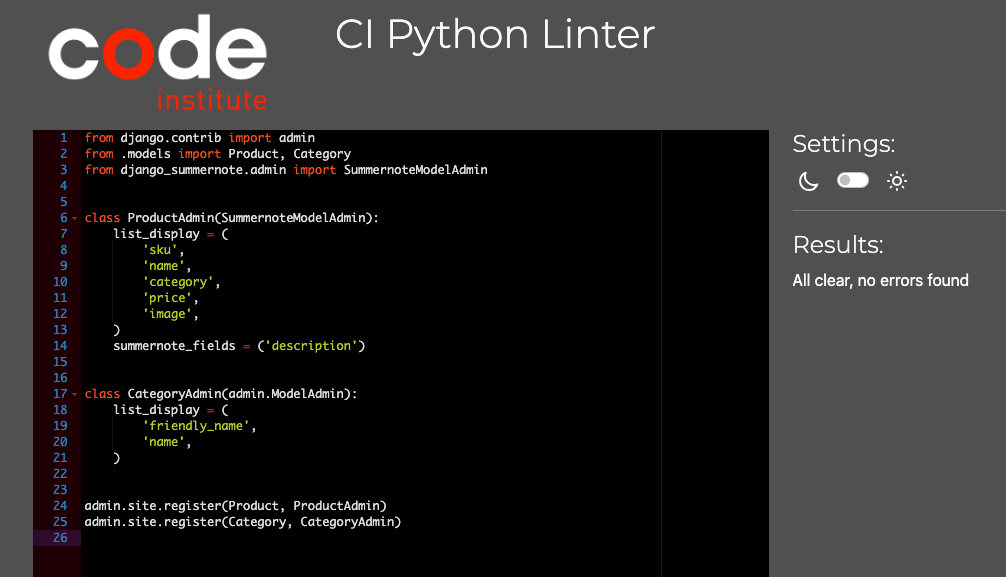 code
institute
CI Python Linter
1 from django.contrib import admin
2 from .models import Product, Category
3 from django_summernote.admin import SummernoteModelAdmin
4
5
6 class ProductAdmin(SummernoteModelAdmin):
7     list_display = (
8         'sku',
9         'name',
10         'category',
11         'price',
12         'image',
13     )
14     summernote_fields = ('description')
15
16
17 class CategoryAdmin(admin.ModelAdmin):
18     list_display = (
19         'friendly_name',
20         'name',
21     )
22
23
24 admin.site.register(Product, ProductAdmin)
25 admin.site.register(Category, CategoryAdmin)
26
Settings:
Results:
All clear, no errors found